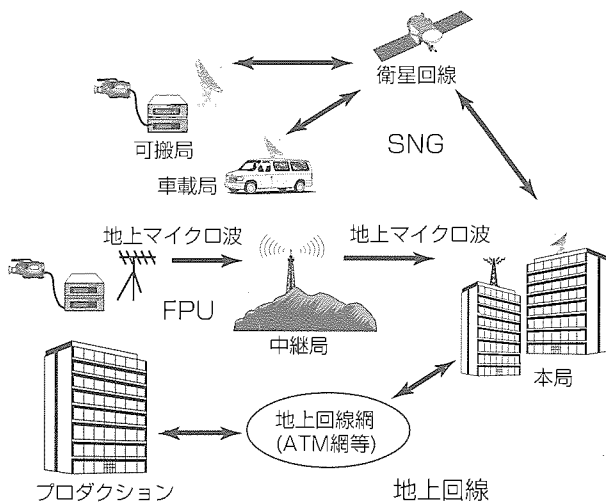 衛星回線
可搬局
SNG
車載局
地上マイクロ波
地上マイクロ波
FPU
中継局
本局
地上回線網
(ATM網等)
プロダクション
地上回線